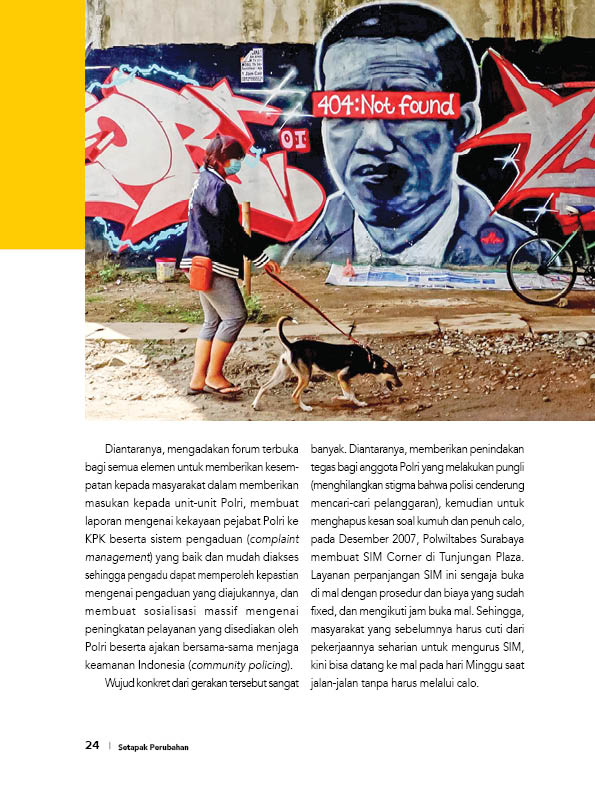 404:Not found
OI
Diantaranya, mengadakan forum terbuka
bagi semua elemen untuk memberikan kesem-
patan kepada masyarakat dalam memberikan
masukan kepada unit-unit Polri, membuat
laporan mengenai kekayaan pejabat Polri ke
KPK beserta sistem pengaduan (complaint
management) yang baik dan mudah diakses
sehingga pengadu dapat memperoleh kepastian
mengenai pengaduan yang diajukannya, dan
membuat sosialisasi massif mengenai
peningkatan pelayanan yang disediakan oleh
Polri beserta ajakan bersama-sama menjaga
keamanan Indonesia (community policing).
Wujud konkret dari gerakan tersebut sangat
banyak. Diantaranya, memberikan penindakan
tegas bagi anggota Polri yang melakukan pungli
(menghilangkan stigma bahwa polisi cenderung
mencari-cari pelanggaran), kemudian untuk
menghapus kesan soal kumuh dan penuh calo,
pada Desember 2007, Polwiltabes Surabaya
membuat SIM Corner di Tunjungan Plaza.
Layanan perpanjangan SIM ini sengaja buka
di mal dengan prosedur dan biaya yang sudah
fixed, dan mengikuti jam buka mal. Sehingga,
masyarakat yang sebelumnya harus cuti dari
pekerjaannya seharian untuk mengurus SIM,
kini bisa datang ke mal pada hari Minggu saat
jalan-jalan tanpa harus melalui calo.
24 | Setapak Perubahan